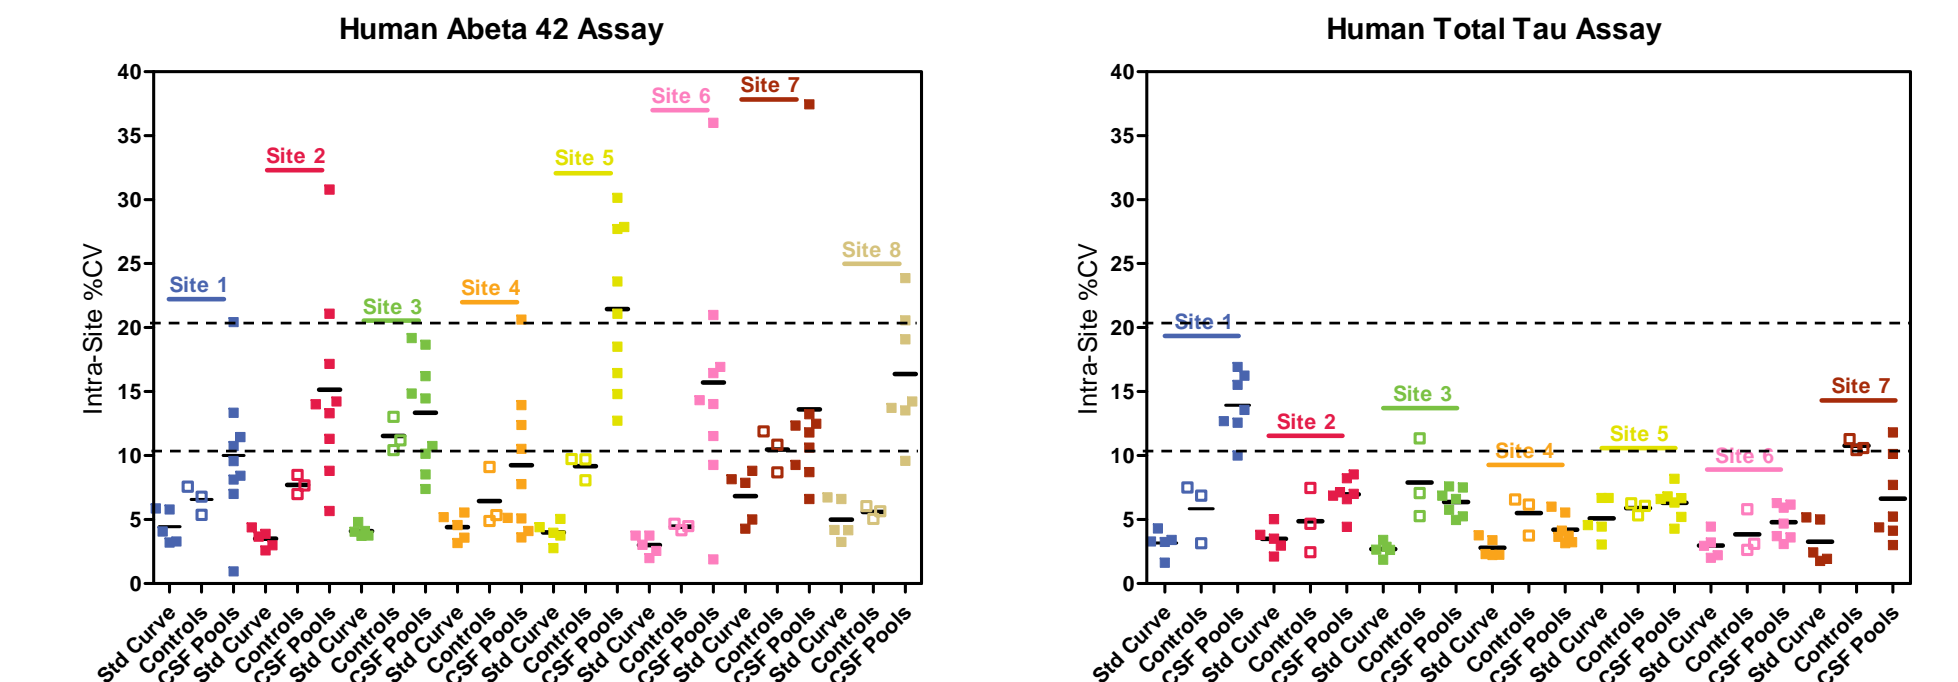 Human Abeta 42 Assay
Intra-Site %CV
40
35
30
25
20
15
10
5
0
Site 1
Site 2
Site 3
Site 4
Site 5
Site 6
Site 7
Site 8
Std Curve
Controls
CSF Pools
Std Curve
Controls
CSF Pools
Std Curve
Controls
CSF Pools
Std Curve
Controls
CSF Pools
Std Curve
Controls
CSF Pools
Std Curve
Controls
CSF Pools
Std Curve
Controls
CSF Pools
Std Curve
Controls
CSF Pools
Human Total Tau Assay
Intra-Site %CV
40
35
30
25
20
15
10
5
0
Site 1
Site 2
Site 3
Site 4
Site 5
Site 6
Site 7
Std Curve
Controls
CSF Pools
Std Curve
Controls
CSF Pools
Std Curve
Controls
CSF Pools
Std Curve
Controls
CSF Pools
Std Curve
Controls
CSF Pools
Std Curve
Controls
CSF Pools
Std Curve
Controls
CSF Pools